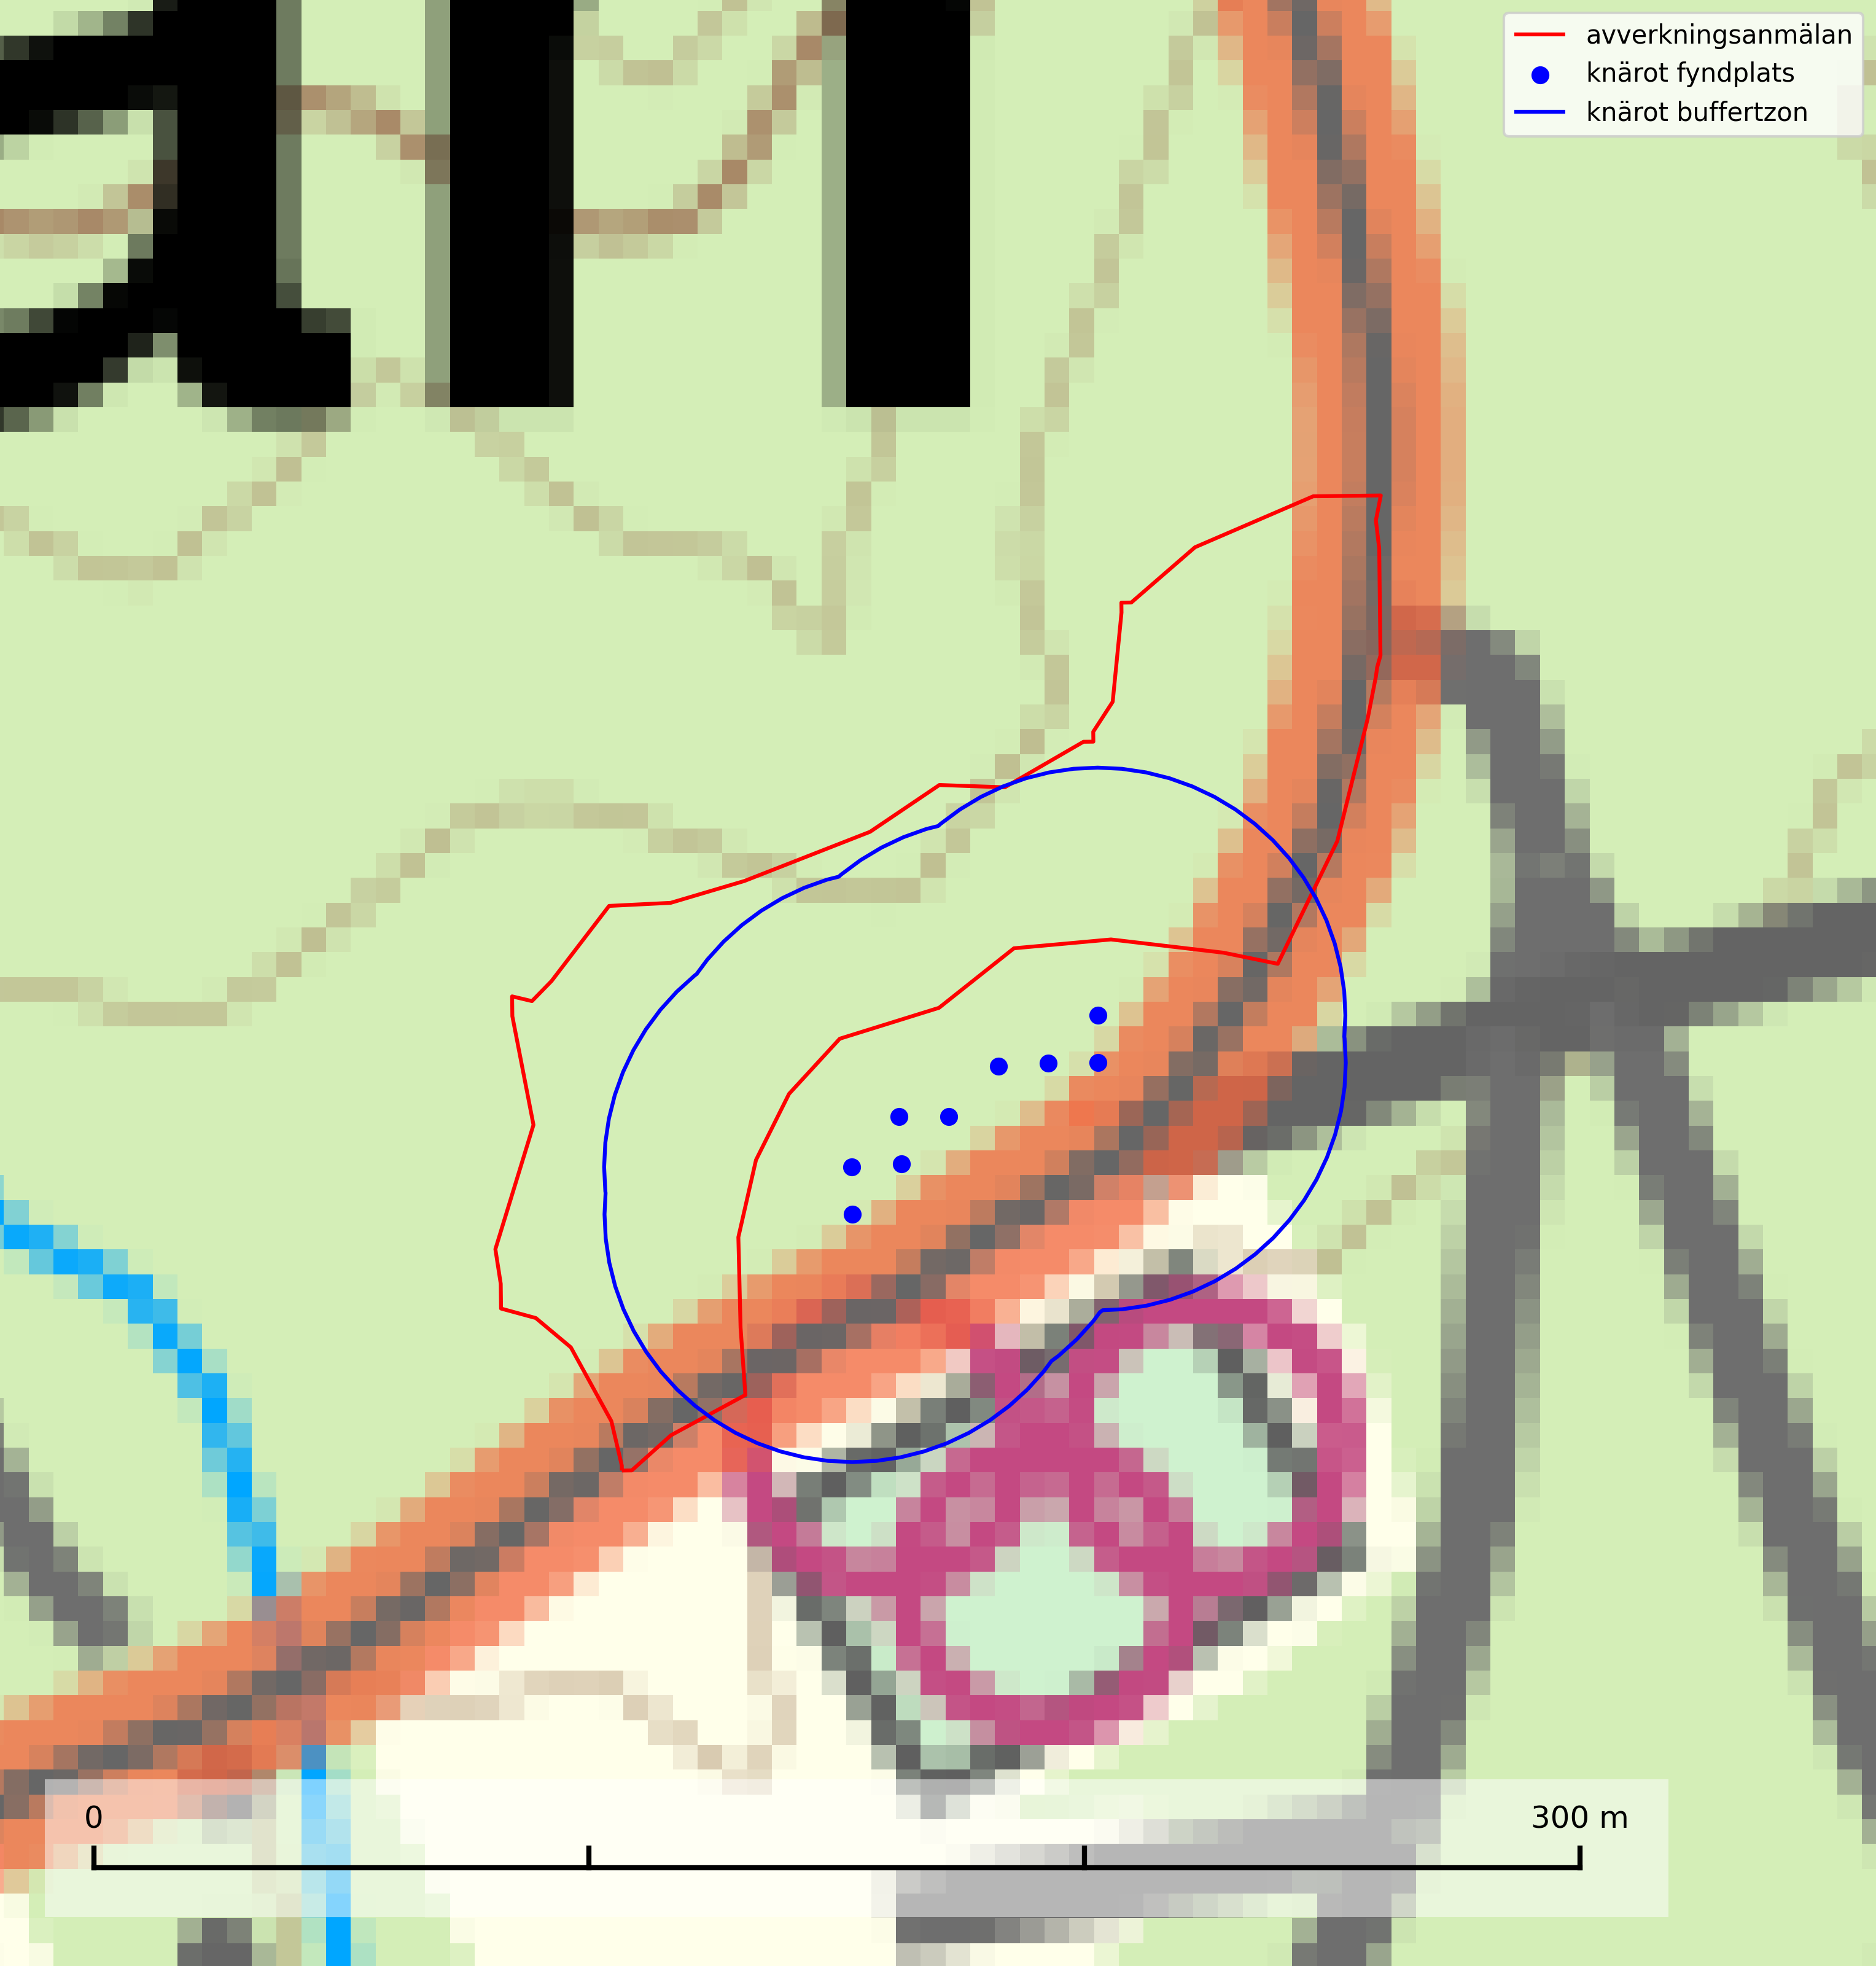 avverkningsanmälan
knärot fyndplats
knärot buffertzon
0
300 m